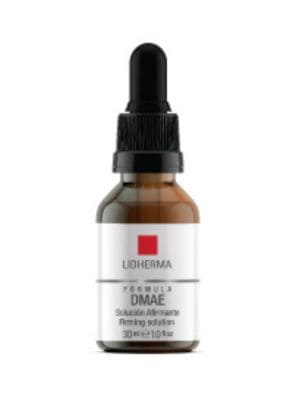 LIDHERMA
FÓRMULA
DMAE
Solución Afirmante
Firming solution
30 ml ℮ 1.0 fl oz